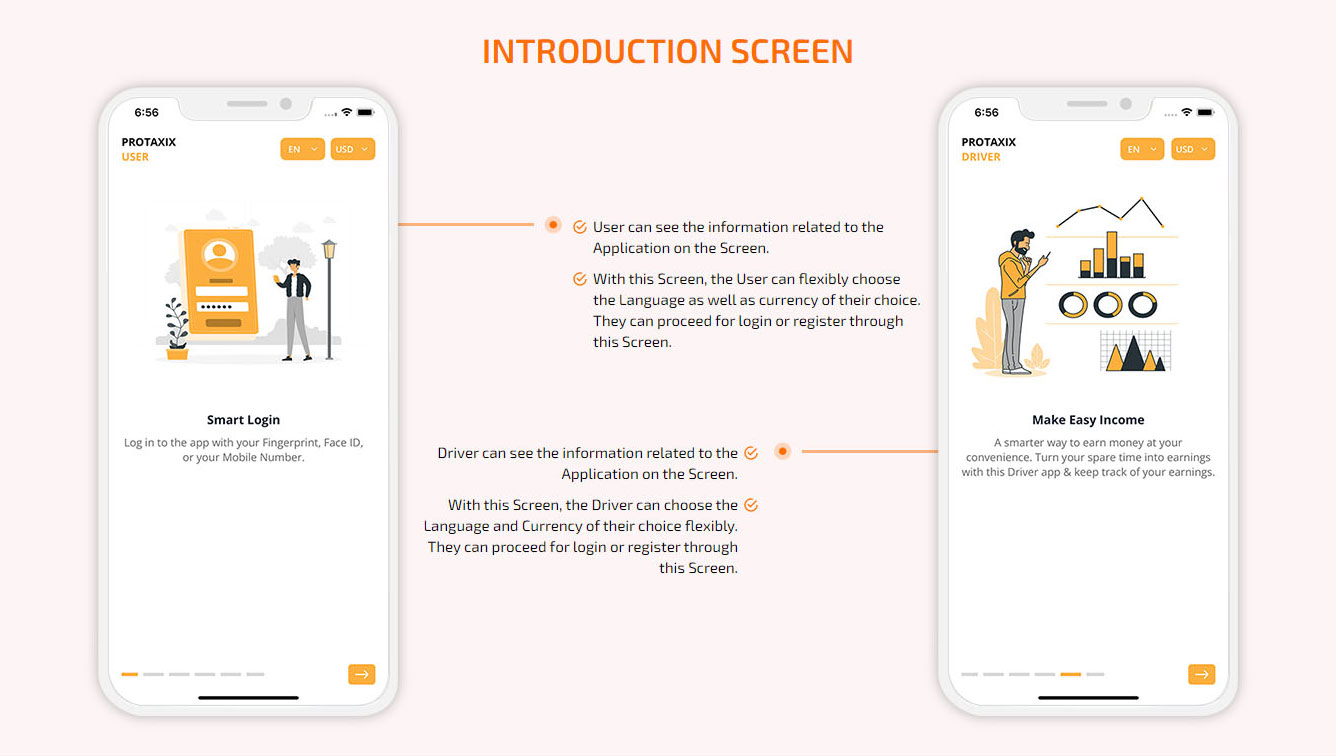 INTRODUCTION SCREEN
6:56
PROTAXIX
USER
EN
USD
Smart Login
Log in to the app with your Fingerprint, Face ID,
or your Mobile Number.
User can see the information related to the
Application on the Screen.
With this Screen, the User can flexibly choose
the Language as well as currency of their choice.
They can proceed for login or register through
this Screen.
Driver can see the information related to the
Application on the Screen.
With this Screen, the Driver can choose the
Language and Currency of their choice flexibly.
They can proceed for login or register through
this Screen.
6:56
PROTAXIX
DRIVER
EN
USD
Make Easy Income
A smarter way to earn money at your
convenience. Turn your spare time into earnings
with this Driver app & keep track of your earnings.